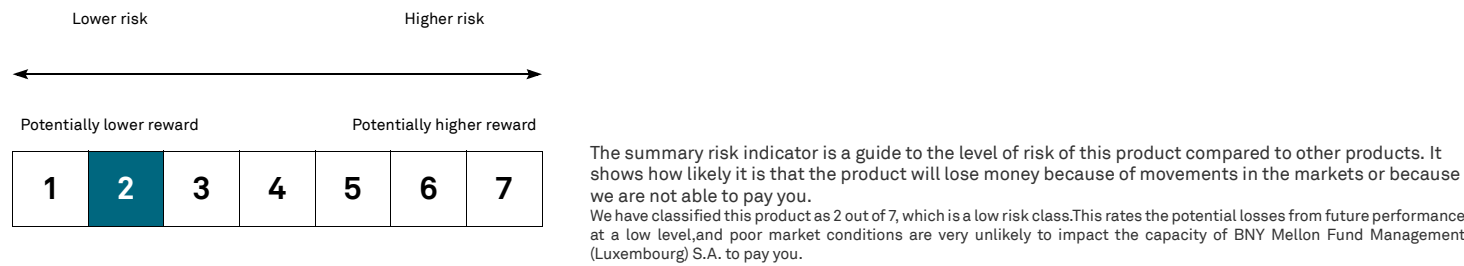 Lower risk
Higher risk
Potentially lower reward
Potentially higher reward
1 2 3 4 5 6 7
The summary risk indicator is a guide to the level of risk of this product compared to other products. It
shows how likely it is that the product will lose money because of movements in the markets or because
we are not able to pay you.
We have classified this product as 2 out of 7, which is a low risk class.This rates the potential losses from future performance
at a low level,and poor market conditions are very unlikely to impact the capacity of BNY Mellon Fund Management
(Luxembourg) S.A. to pay you.